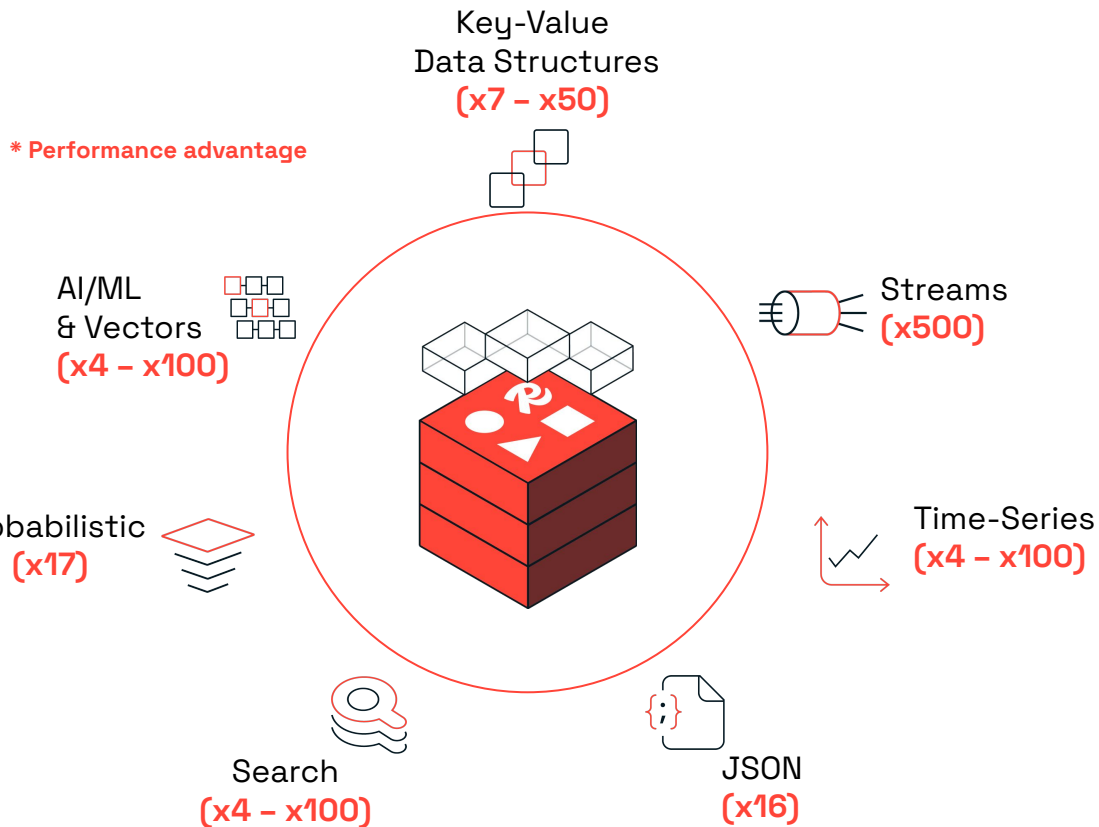 Key-Value
Data Structures
(x7 – x50)
* Performance advantage
AI/ML
& Vectors
(x4 – x100)
Streams
(x500)
obabilistic
(x17)
Time-Series
(x4 – x100)
Search
(x4 – x100)
{;}
JSON
(x16)